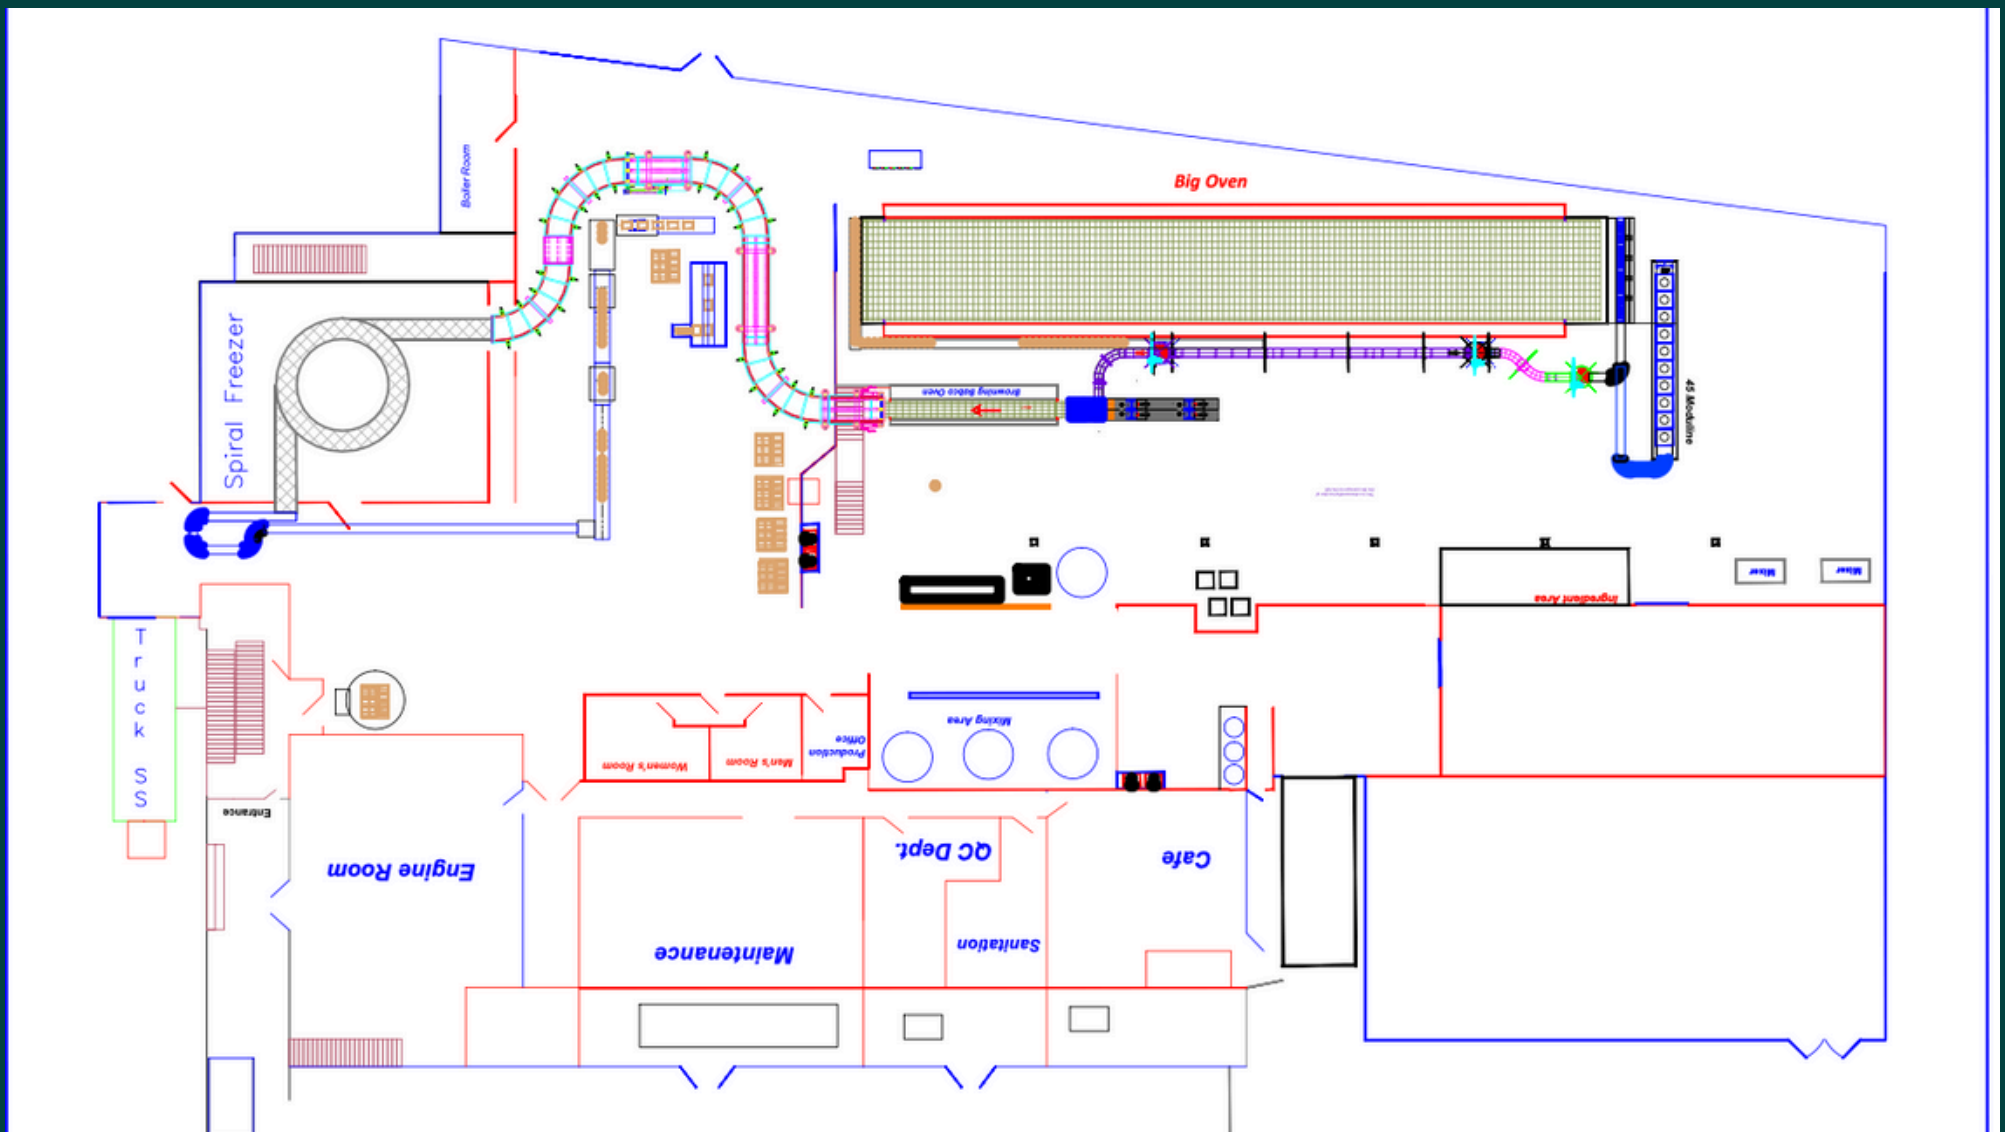 Big Oven
Boiler Room
Spiral Freezer
Browning Babco Oven
45 Moduline
Mixer
Mixer
Ingredient Area
Truck SS
Mixing Area
Production
Office
Men's Room
Women's Room
Entrance
QC Dept.
Cafe
Engine Room
Sanitation
Maintenance